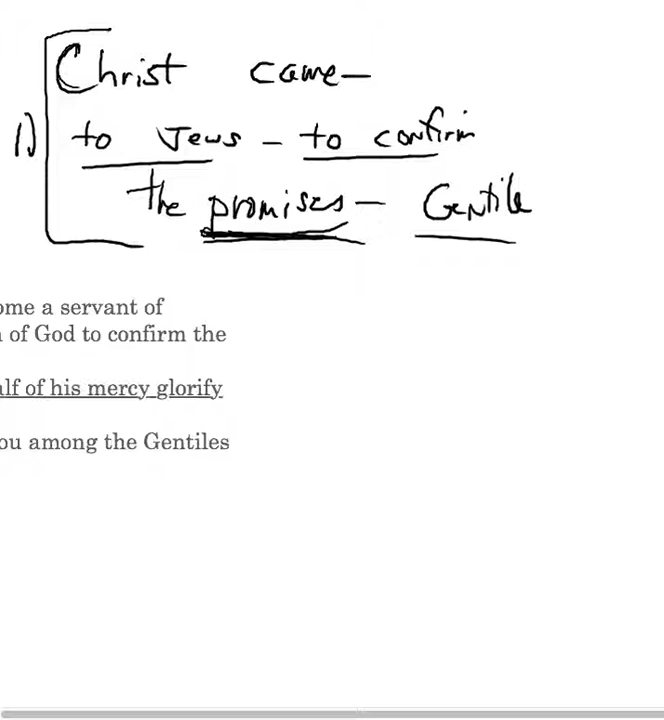 Christ came—
1) to Jews – to confirm
the promises – Gentile
ome a servant of
of God to confirm the
alf of his mercy glorify
ou among the Gentiles